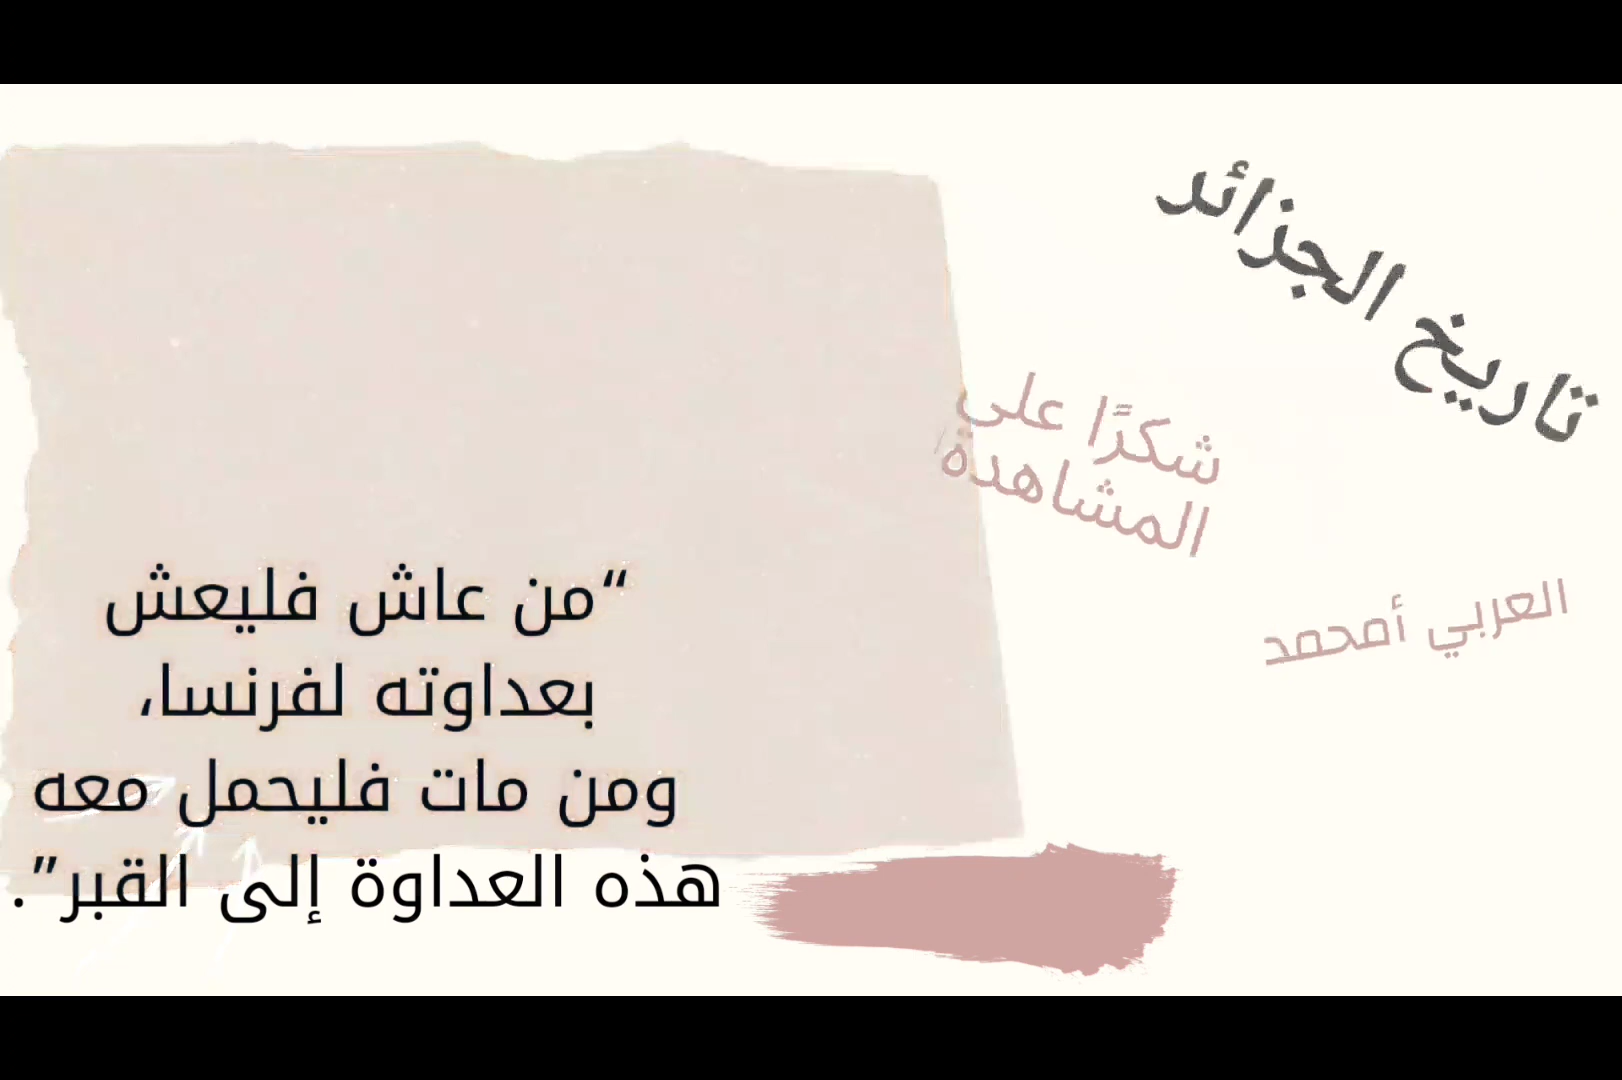 تاريخ الجزائر
شكرًا على
المشاهدة
العربي أمحمد
“من عاش فليعش
بعداوته لفرنسا،
ومن مات فليحمل معه
هذه العداوة إلى القبر”.